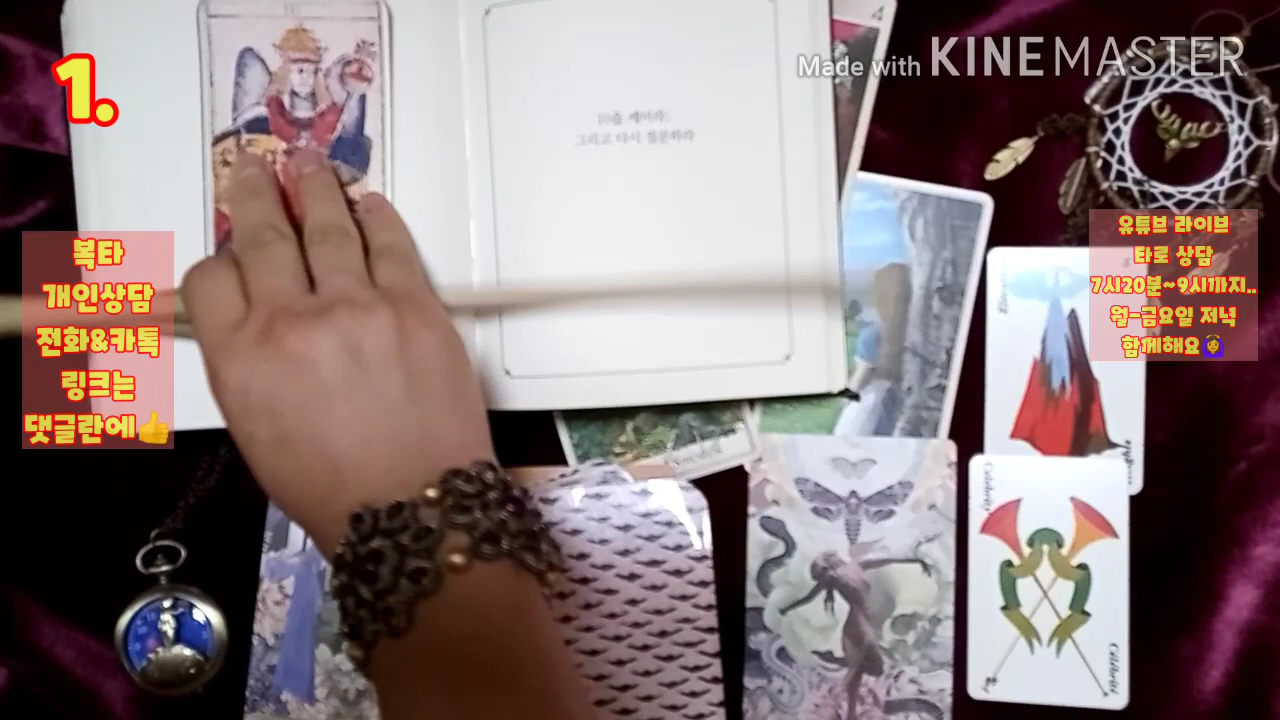 1.
Made with KINEMASTER
10을 세어라;
그리고 다시 질문하라
복타
개인상담
전화&카톡
링크는
댓글란에👍
유튜브 라이브
타로 상담
7시20분~9시까지..
월-금요일 저녁
함께해요🙆‍♀️